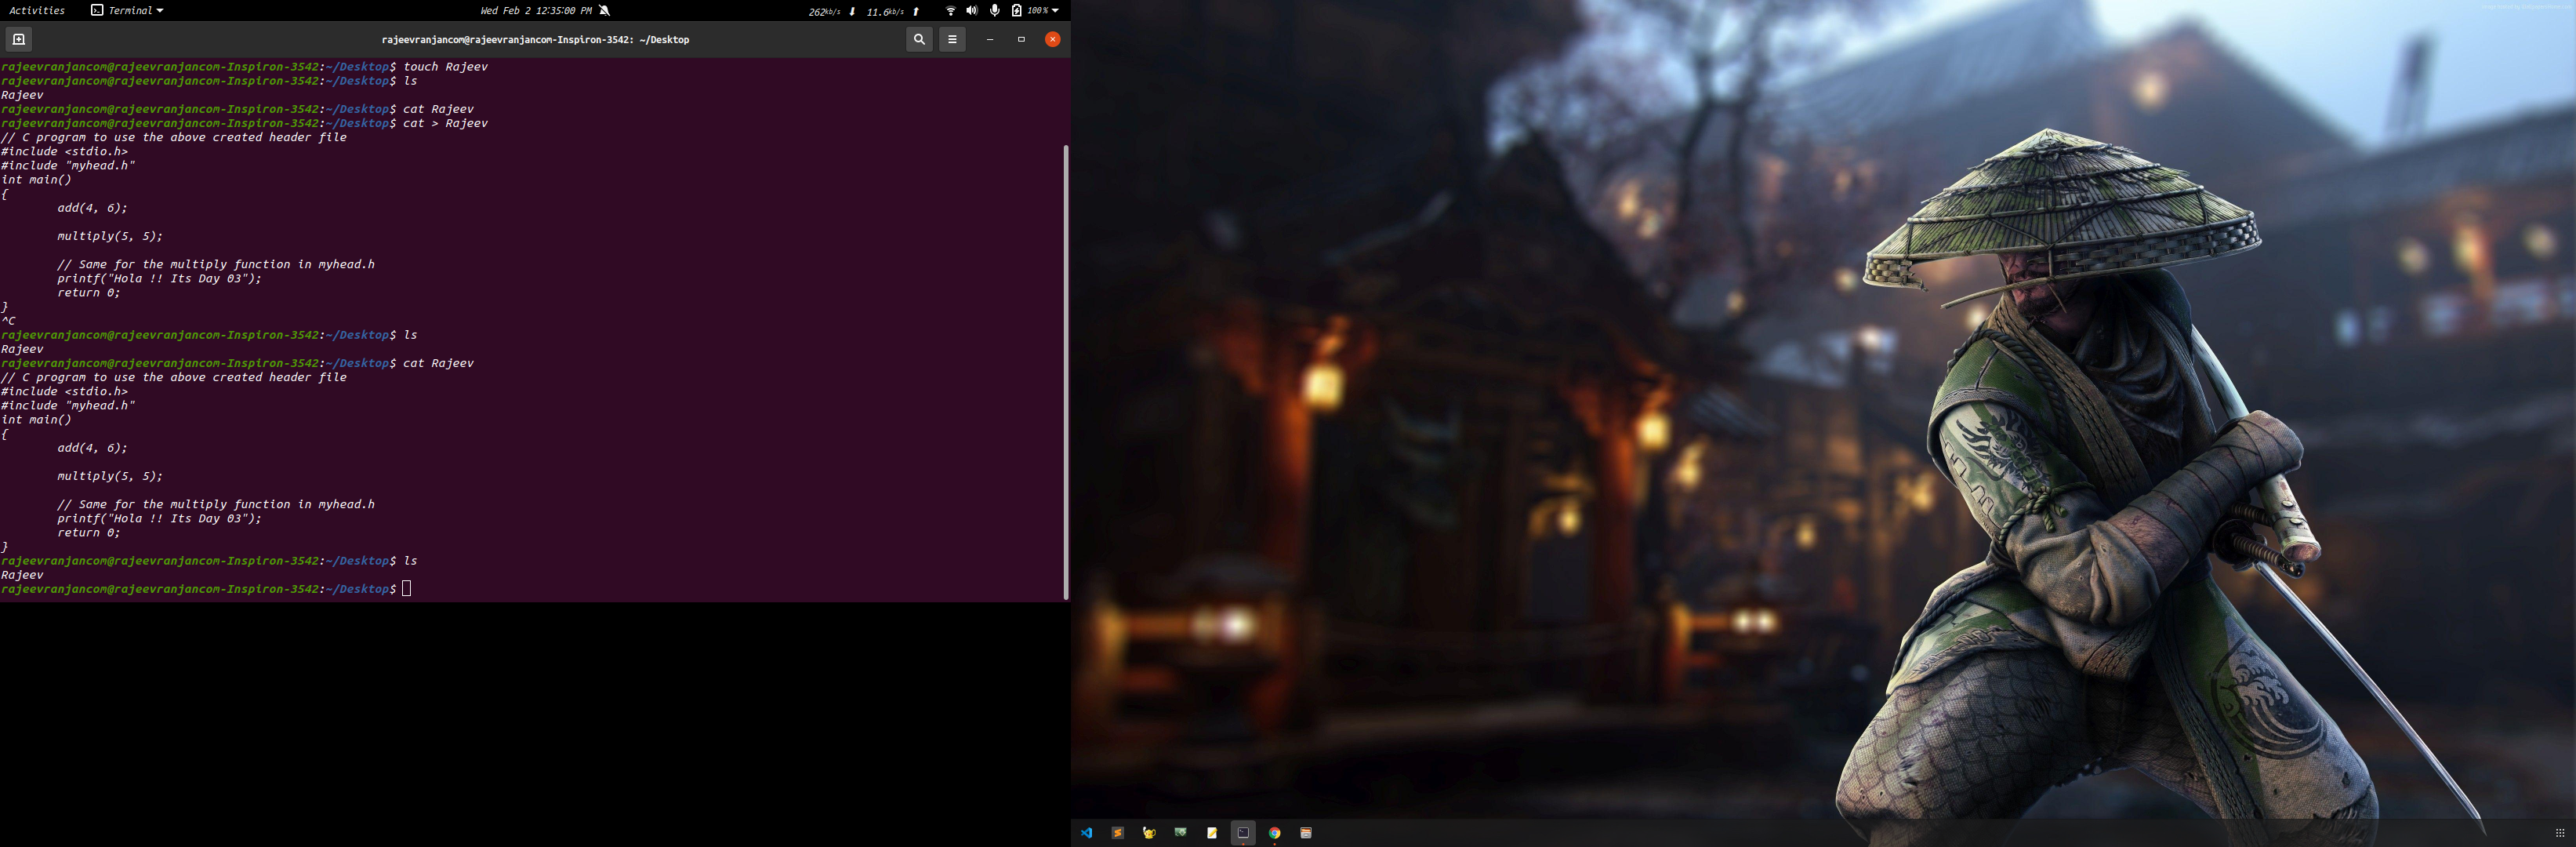 Activities Terminal Wed Feb 2 12:35:00 PM 262kb/s 11.6kb/s 100%
rajeevranjancom@rajeevranjancom-Inspiron-3542: ~/Desktop
rajeevranjancom@rajeevranjancom-Inspiron-3542:~/Desktop$ touch Rajeev
rajeevranjancom@rajeevranjancom-Inspiron-3542:~/Desktop$ ls
Rajeev
rajeevranjancom@rajeevranjancom-Inspiron-3542:~/Desktop$ cat Rajeev
rajeevranjancom@rajeevranjancom-Inspiron-3542:~/Desktop$ cat > Rajeev
// C program to use the above created header file
#include <stdio.h>
#include "myhead.h"
int main()
{
add(4, 6);
multiply(5, 5);
// Same for the multiply function in myhead.h
printf("Hola !! Its Day 03");
return 0;
}
^C
rajeevranjancom@rajeevranjancom-Inspiron-3542:~/Desktop$ ls
Rajeev
rajeevranjancom@rajeevranjancom-Inspiron-3542:~/Desktop$ cat Rajeev
// C program to use the above created header file
#include <stdio.h>
#include "myhead.h"
int main()
{
add(4, 6);
multiply(5, 5);
// Same for the multiply function in myhead.h
printf("Hola !! Its Day 03");
return 0;
}
rajeevranjancom@rajeevranjancom-Inspiron-3542:~/Desktop$ ls
Rajeev
rajeevranjancom@rajeevranjancom-Inspiron-3542:~/Desktop$